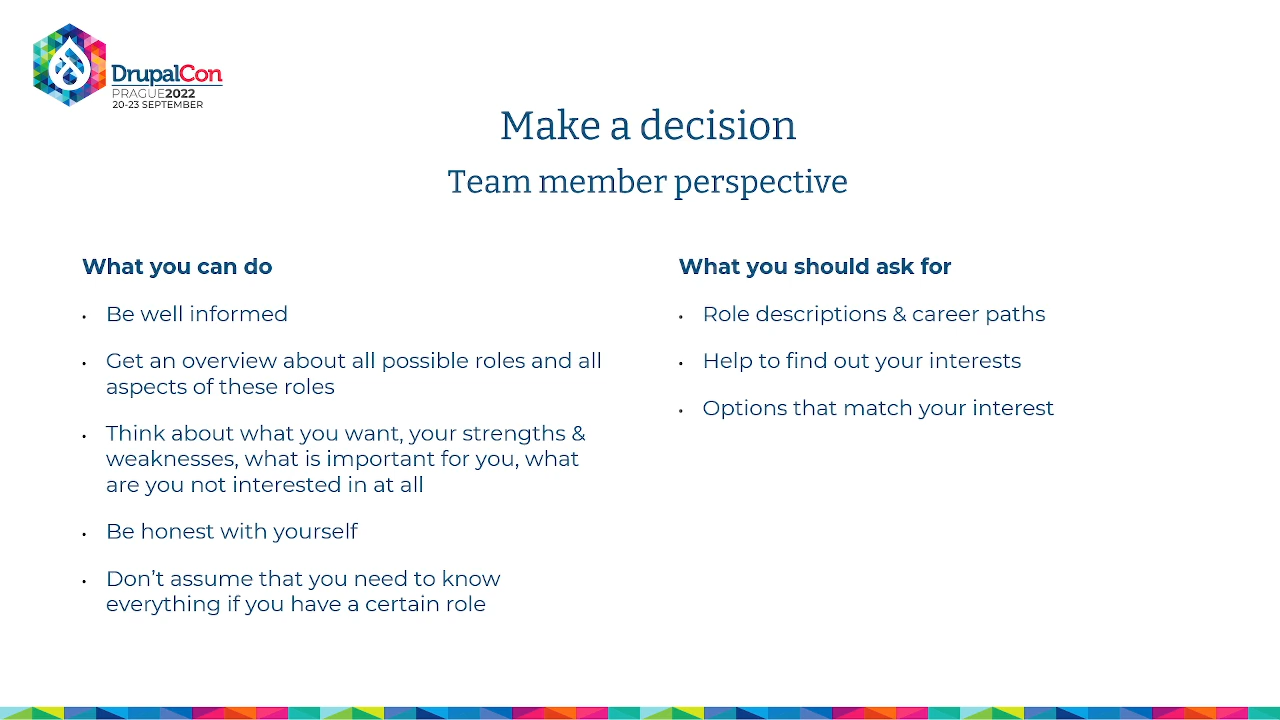 DrupalCon
PRAGUE2022
20-23 SEPTEMBER
Make a decision
Team member perspective
What you can do
• Be well informed
• Get an overview about all possible roles and all
aspects of these roles
• Think about what you want, your strengths &
weaknesses, what is important for you, what
are you not interested in at all
• Be honest with yourself
• Don’t assume that you need to know
everything if you have a certain role
What you should ask for
• Role descriptions & career paths
• Help to find out your interests
• Options that match your interest